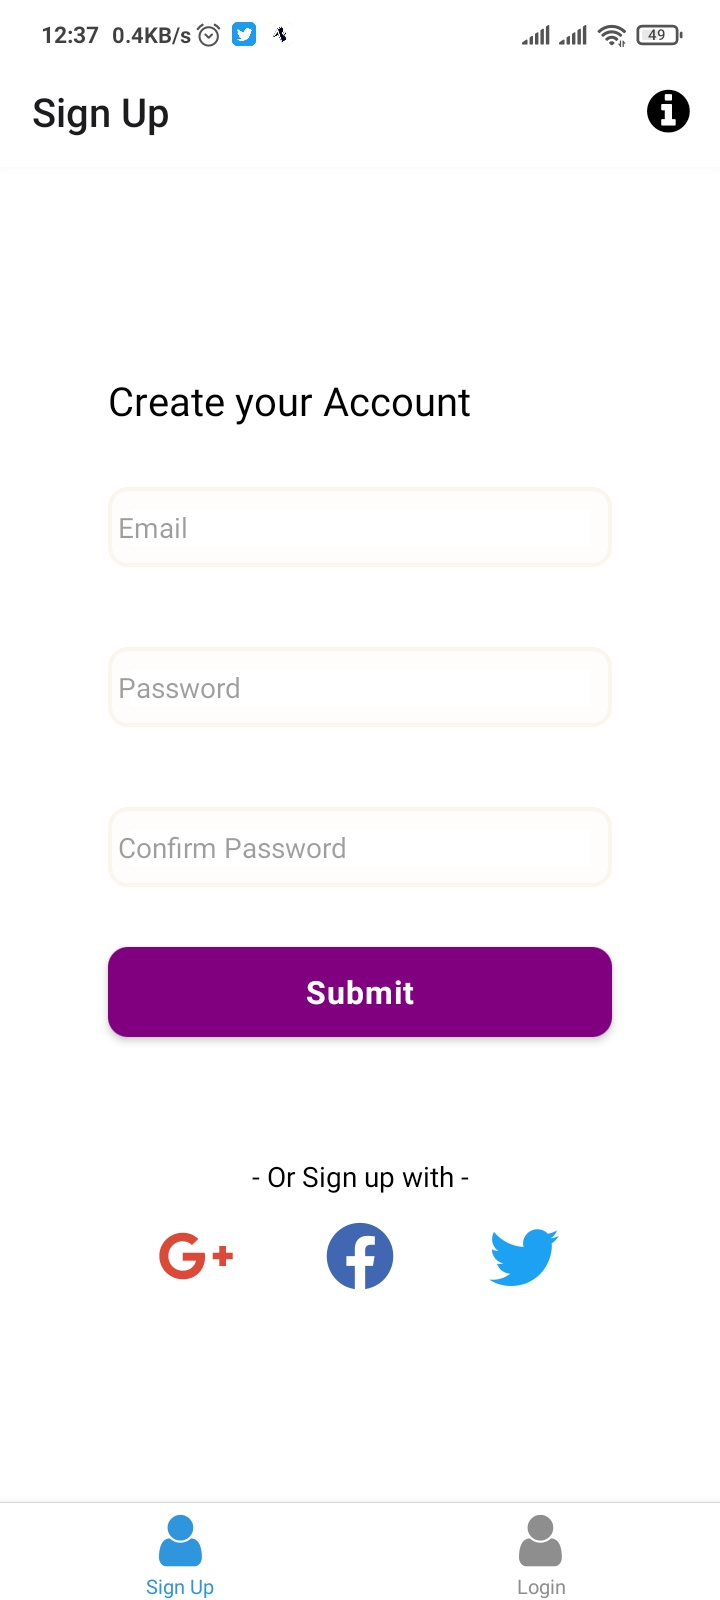 12:37 0.4KB/s 49
Sign Up
Create your Account
Email
Password
Confirm Password
Submit
- Or Sign up with -
G+
Sign Up Login